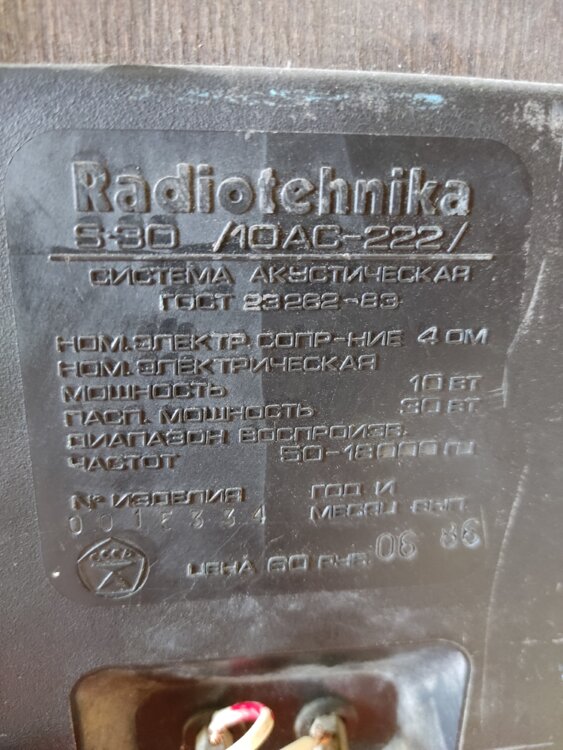 Radiotehnika
S-30 /10АС-222/
СИСТЕМА АКУСТИЧЕСКАЯ
ГОСТ 23262-83
НОМ. ЭЛЕКТР. СОПР-НИЕ 4 ОМ
НОМ. ЭЛЕКТРИЧЕСКАЯ
МОЩНОСТЬ 10 ВТ
ПАСП. МОЩНОСТЬ 30 ВТ
ДИАПАЗОН ВОСПРОИЗВ.
ЧАСТОТ 50-18000 ГЦ
№ ИЗДЕЛИЯ ГОД И
МЕСЯЦ ВЫП.
06 86
СССР
ЦЕНА 60 РУБ.